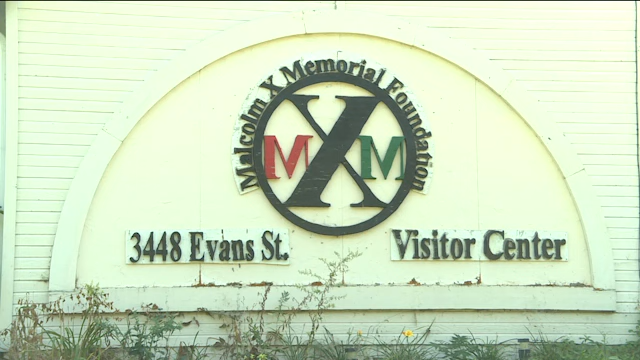 Malcolm X Memorial Foundation
MXM
3448 Evans St.
Visitor Center